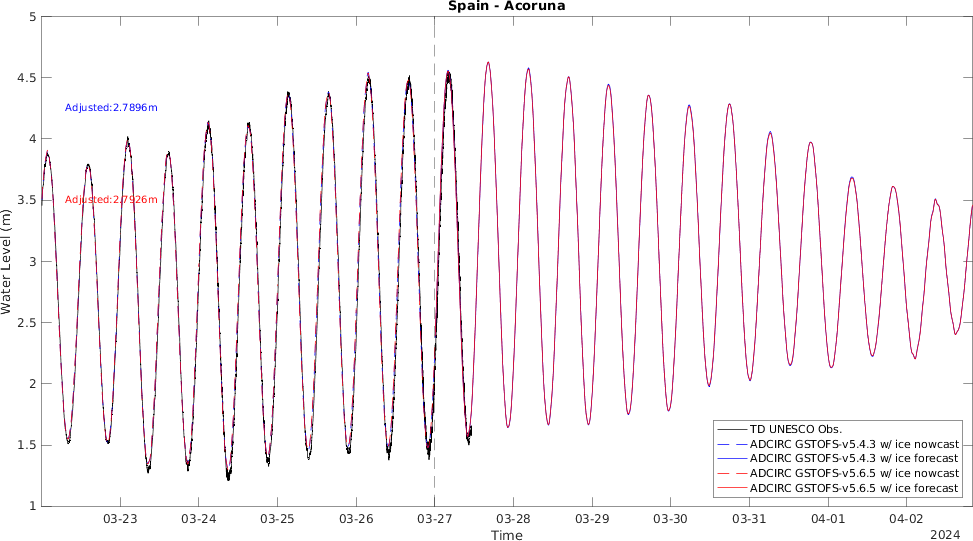 Spain - Acoruna
5
4.5
4
3.5
3
2.5
2
1.5
1
Water Level (m)
Adjusted:2.7896m
Adjusted:2.7926m
TD UNESCO Obs.
ADCIRC GSTOFS-v5.4.3 w/ ice nowcast
ADCIRC GSTOFS-v5.4.3 w/ ice forecast
ADCIRC GSTOFS-v5.6.5 w/ ice nowcast
ADCIRC GSTOFS-v5.6.5 w/ ice forecast
03-23 03-24 03-25 03-26 03-27 03-28 03-29 03-30 03-31 04-01 04-02
Time
2024